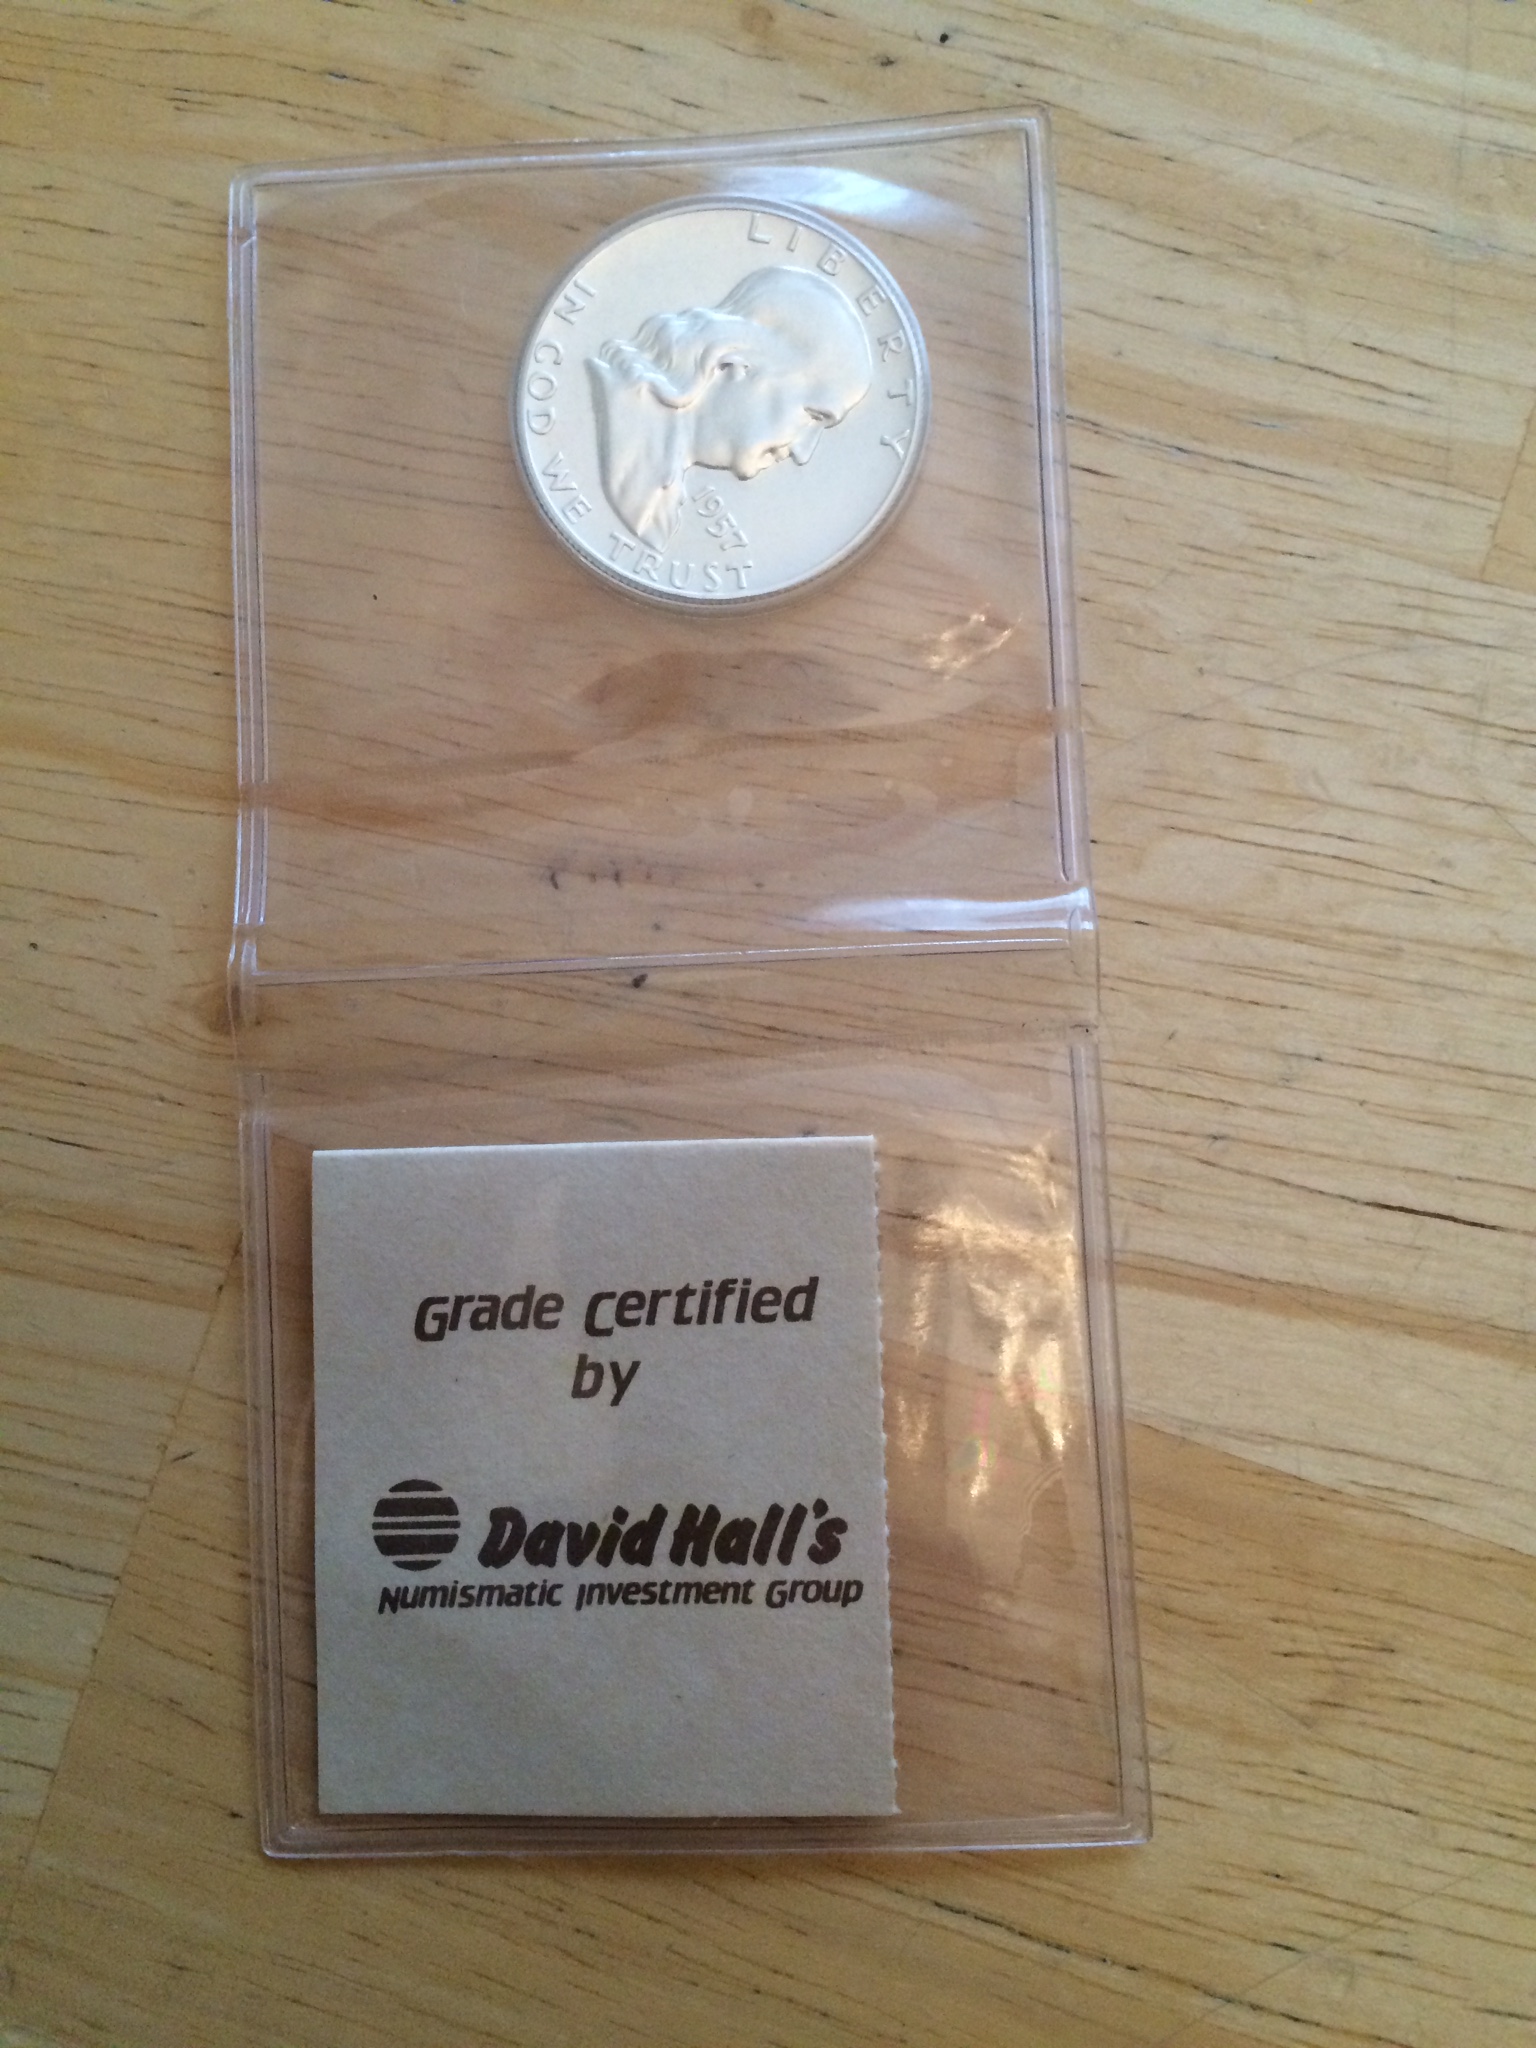 LIBERTY
IN GOD WE TRUST
1957
Grade Certified
by
David Hall's
Numismatic Investment Group